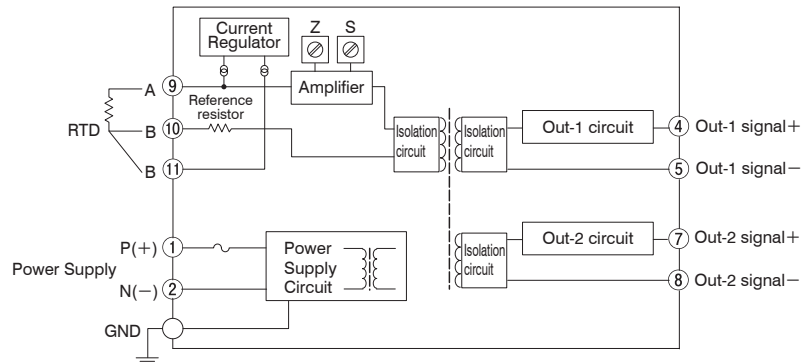 Current
Regulator
Z S
Amplifier
A 9
Reference
resistor
RTD
B 10
B 11
Isolation
circuit
Isolation
circuit
Out-1 circuit
4 Out-1 signal+
5 Out-1 signal−
Power Supply
P(+) 1
N(−) 2
GND
Power
Supply
Circuit
Isolation
circuit
Out-2 circuit
7 Out-2 signal+
8 Out-2 signal−